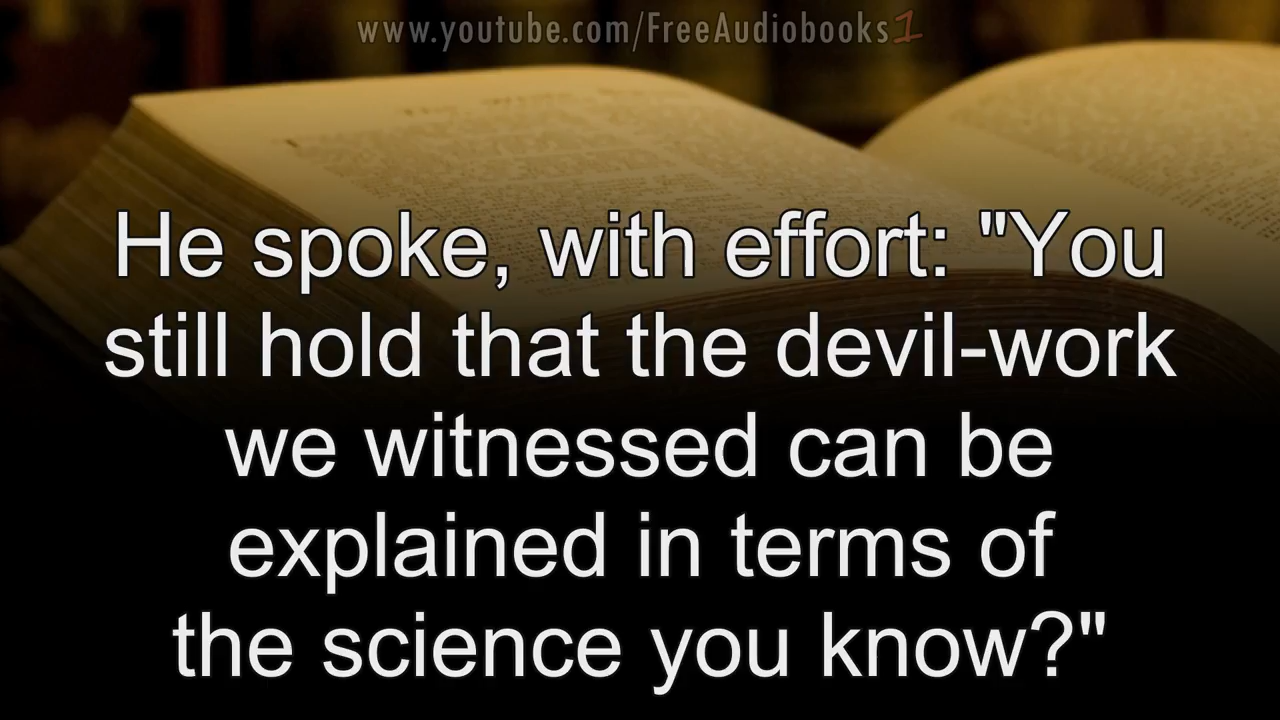 www.youtube.com/FreeAudiobooks1
He spoke, with effort: "You
still hold that the devil-work
we witnessed can be
explained in terms of
the science you know?"